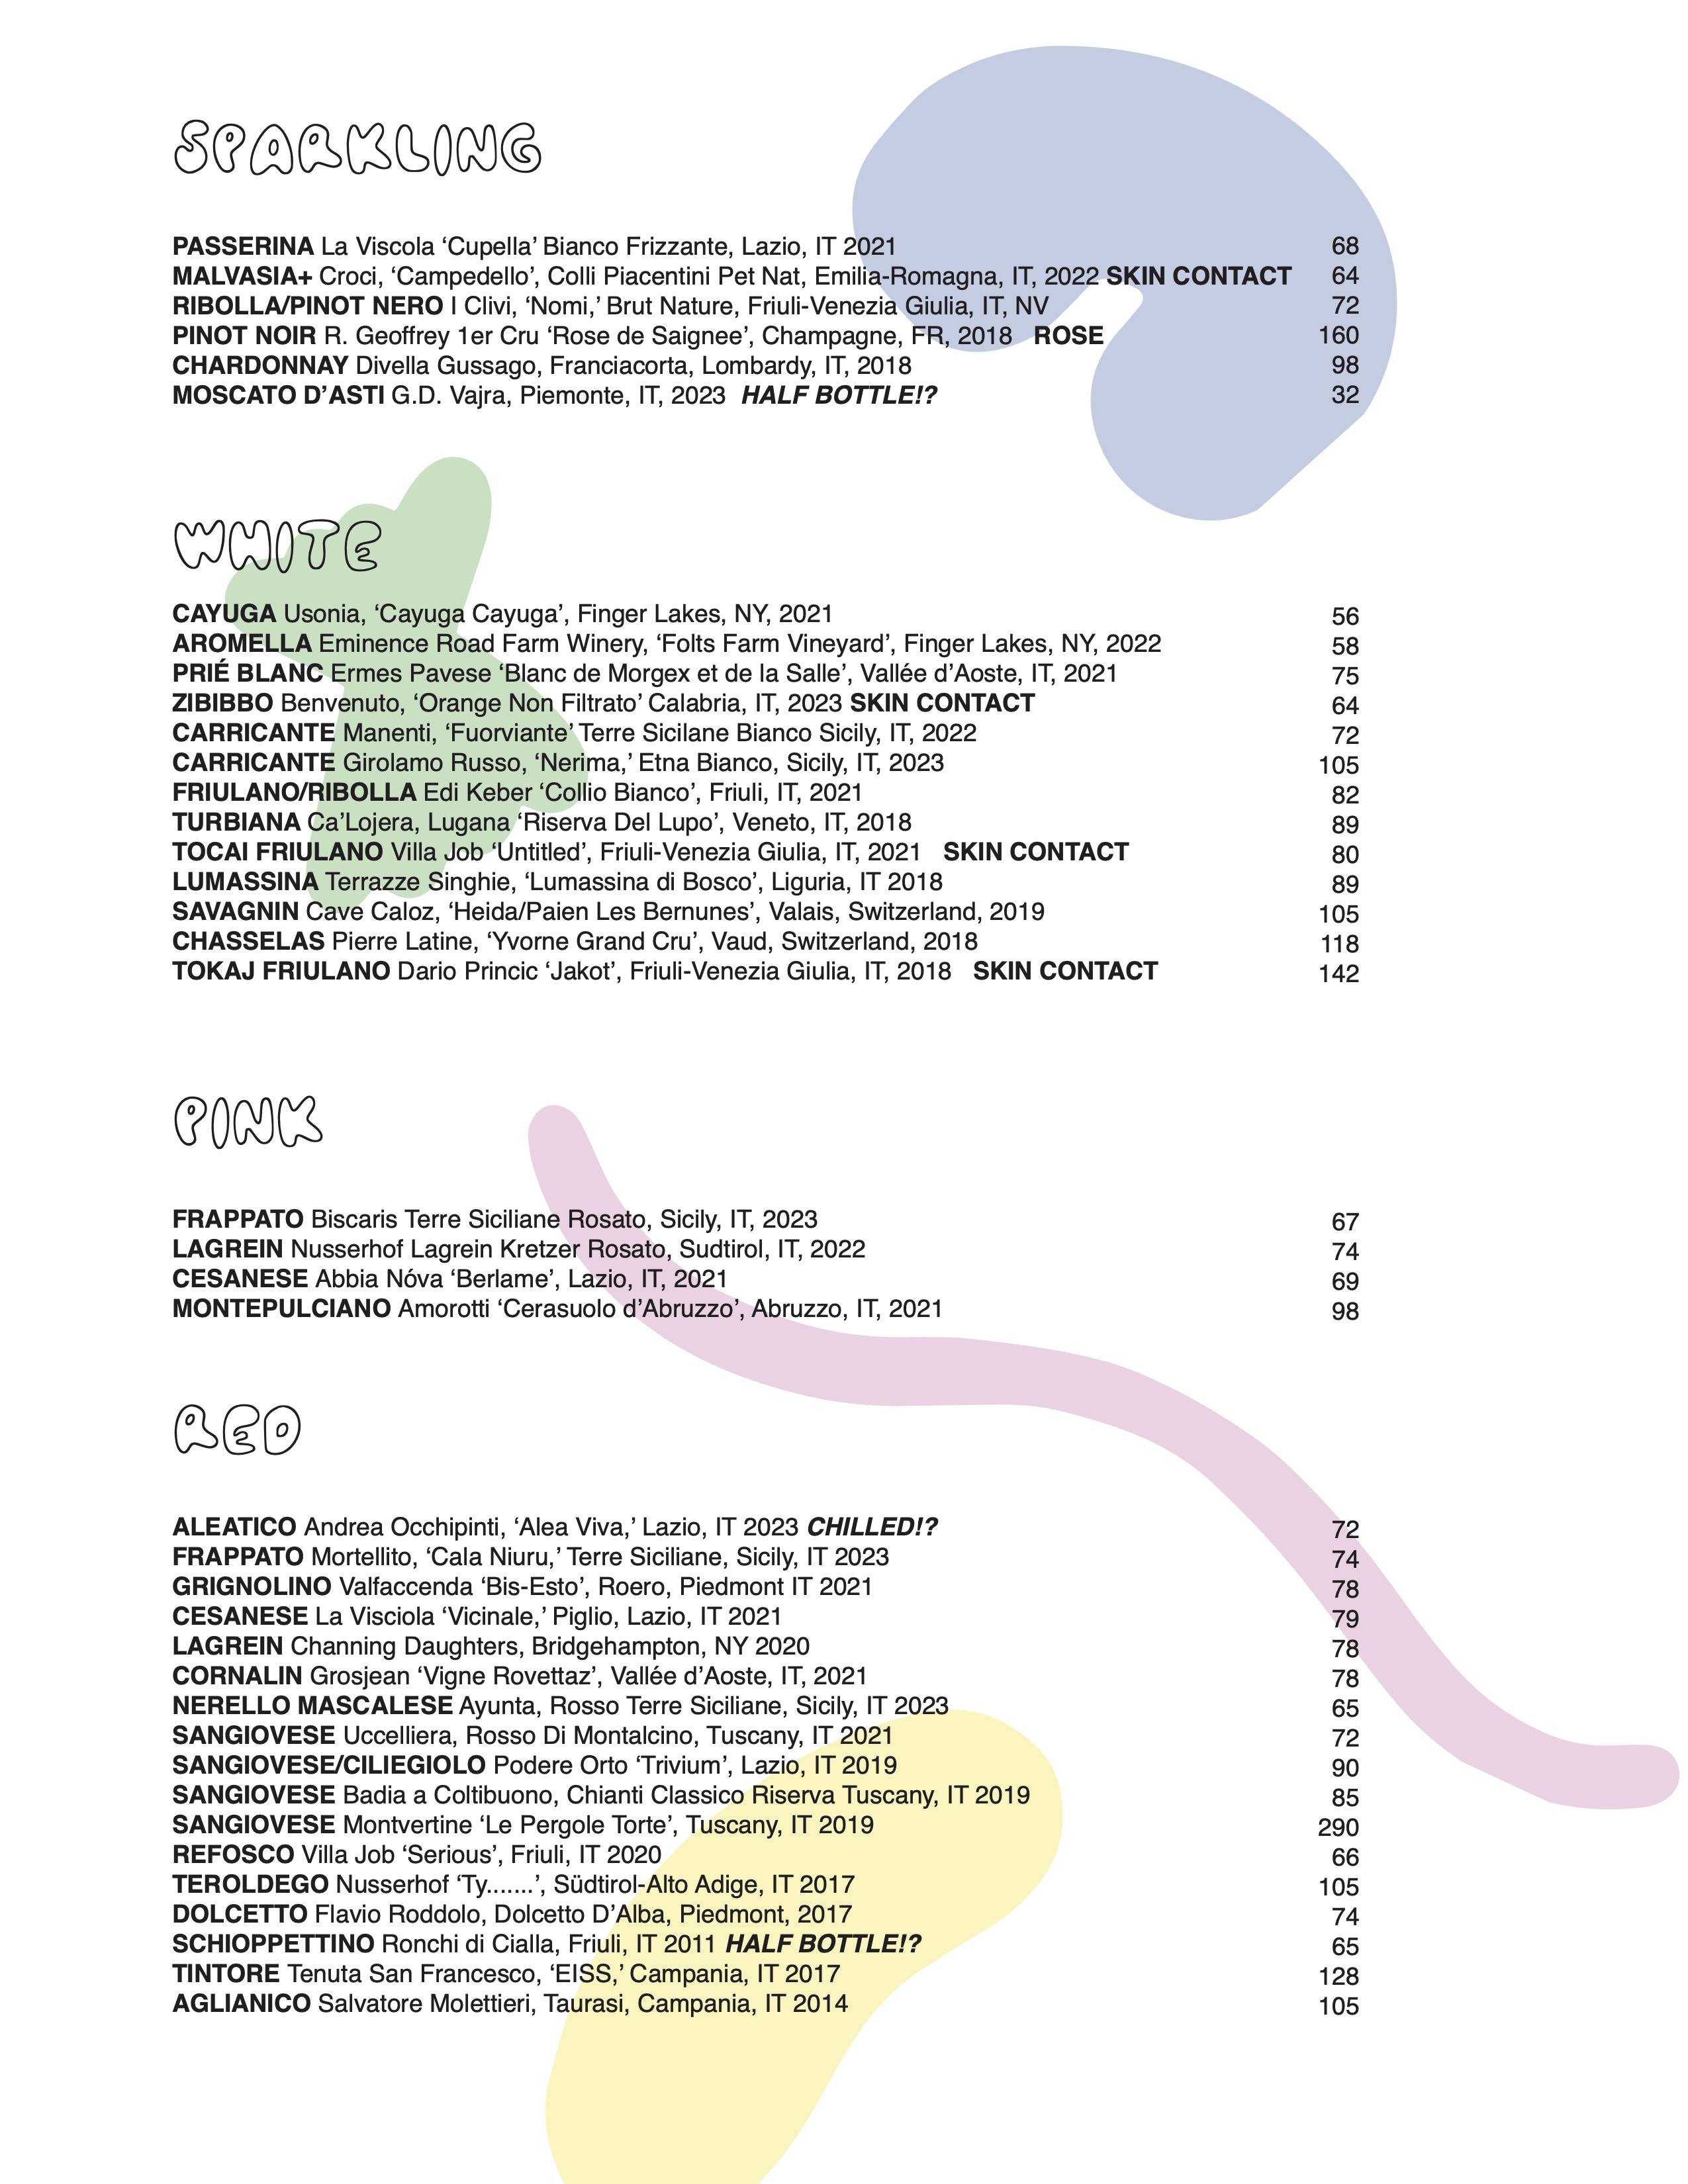 SPARKLING
PASSERINA La Viscola ‘Cupella’ Bianco Frizzante, Lazio, IT 2021 68
MALVASIA+ Croci, ‘Campedello’, Colli Piacentini Pet Nat, Emilia-Romagna, IT, 2022 SKIN CONTACT 64
RIBOLLA/PINOT NERO I Clivi, ‘Nomi,’ Brut Nature, Friuli-Venezia Giulia, IT, NV 72
PINOT NOIR R. Geoffrey 1er Cru ‘Rose de Saignee’, Champagne, FR, 2018 ROSE 160
CHARDONNAY Divella Gussago, Franciacorta, Lombardy, IT, 2018 98
MOSCATO D’ASTI G.D. Vajra, Piemonte, IT, 2023 HALF BOTTLE!? 32
WHITE
CAYUGA Usonia, ‘Cayuga Cayuga’, Finger Lakes, NY, 2021 56
AROMELLA Eminence Road Farm Winery, ‘Folts Farm Vineyard’, Finger Lakes, NY, 2022 58
PRIÉ BLANC Ermes Pavese ‘Blanc de Morgex et de la Salle’, Vallée d’Aoste, IT, 2021 75
ZIBIBBO Benvenuto, ‘Orange Non Filtrato’ Calabria, IT, 2023 SKIN CONTACT 64
CARRICANTE Manenti, ‘Fuorviante’ Terre Sicilane Bianco Sicily, IT, 2022 72
CARRICANTE Girolamo Russo, ‘Nerima,’ Etna Bianco, Sicily, IT, 2023 105
FRIULANO/RIBOLLA Edi Keber ‘Collio Bianco’, Friuli, IT, 2021 82
TURBIANA Ca’Lojera, Lugana ‘Riserva Del Lupo’, Veneto, IT, 2018 89
TOCAI FRIULANO Villa Job ‘Untitled’, Friuli-Venezia Giulia, IT, 2021 SKIN CONTACT 80
LUMASSINA Terrazze Singhie, ‘Lumassina di Bosco’, Liguria, IT 2018 89
SAVAGNIN Cave Caloz, ‘Heida/Paien Les Bernunes’, Valais, Switzerland, 2019 105
CHASSELAS Pierre Latine, ‘Yvorne Grand Cru’, Vaud, Switzerland, 2018 118
TOKAJ FRIULANO Dario Princic ‘Jakot’, Friuli-Venezia Giulia, IT, 2018 SKIN CONTACT 142
PINK
FRAPPATO Biscaris Terre Siciliane Rosato, Sicily, IT, 2023 67
LAGREIN Nusserhof Lagrein Kretzer Rosato, Sudtirol, IT, 2022 74
CESANESE Abbia Nóva ‘Berlame’, Lazio, IT, 2021 69
MONTEPULCIANO Amorotti ‘Cerasuolo d’Abruzzo’, Abruzzo, IT, 2021 98
RED
ALEATICO Andrea Occhipinti, ‘Alea Viva,’ Lazio, IT 2023 CHILLED!? 72
FRAPPATO Mortellito, ‘Cala Niuru,’ Terre Siciliane, Sicily, IT 2023 74
GRIGNOLINO Valfaccenda ‘Bis-Esto’, Roero, Piedmont IT 2021 78
CESANESE La Visciola ‘Vicinale,’ Piglio, Lazio, IT 2021 79
LAGREIN Channing Daughters, Bridgehampton, NY 2020 78
CORNALIN Grosjean ‘Vigne Rovettaz’, Vallée d’Aoste, IT, 2021 78
NERELLO MASCALESE Ayunta, Rosso Terre Siciliane, Sicily, IT 2023 65
SANGIOVESE Uccelliera, Rosso Di Montalcino, Tuscany, IT 2021 72
SANGIOVESE/CILIEGIOLO Podere Orto ‘Trivium’, Lazio, IT 2019 90
SANGIOVESE Badia a Coltibuono, Chianti Classico Riserva Tuscany, IT 2019 85
SANGIOVESE Montvertine ‘Le Pergole Torte’, Tuscany, IT 2019 290
REFOSCO Villa Job ‘Serious’, Friuli, IT 2020 66
TEROLDEGO Nusserhof ‘Ty.......’, Südtirol-Alto Adige, IT 2017 105
DOLCETTO Flavio Roddolo, Dolcetto D’Alba, Piedmont, 2017 74
SCHIOPPETTINO Ronchi di Cialla, Friuli, IT 2011 HALF BOTTLE!? 65
TINTORE Tenuta San Francesco, ‘EISS,’ Campania, IT 2017 128
AGLIANICO Salvatore Molettieri, Taurasi, Campania, IT 2014 105